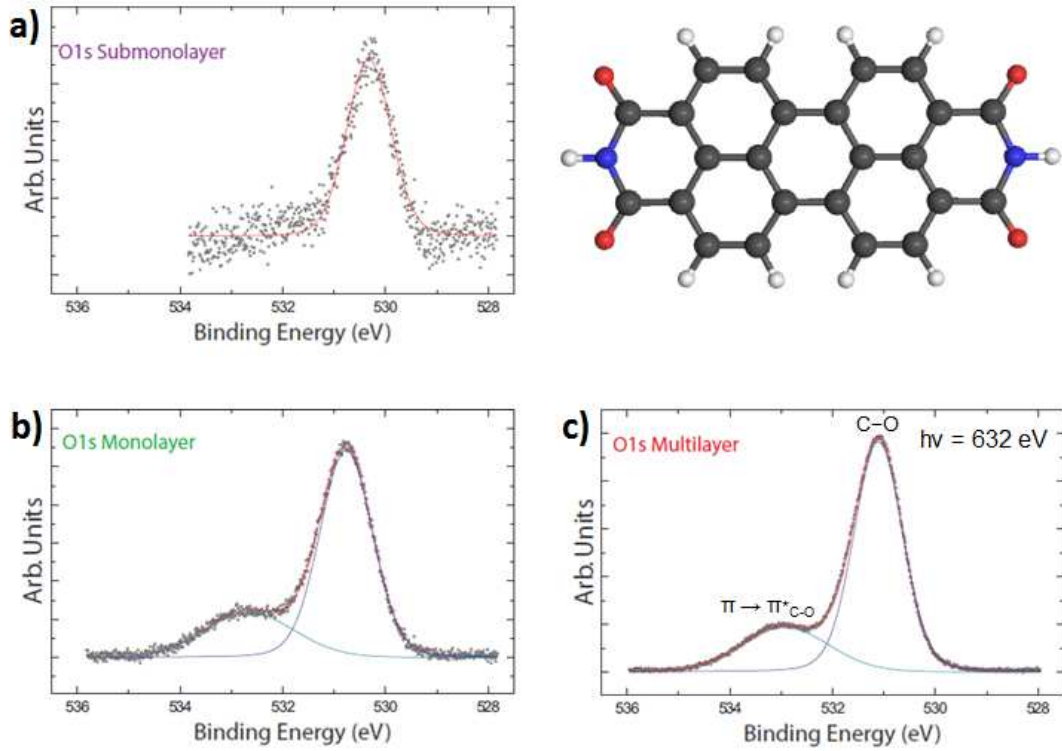 a)
O1s Submonolayer
Arb. Units
536 534 532 530 528
Binding Energy (eV)
b)
O1s Monolayer
Arb. Units
536 534 532 530 528
Binding Energy (eV)
c)
O1s Multilayer
C–O
hν = 632 eV
π → π*C-O
Arb. Units
536 534 532 530 528
Binding Energy (eV)